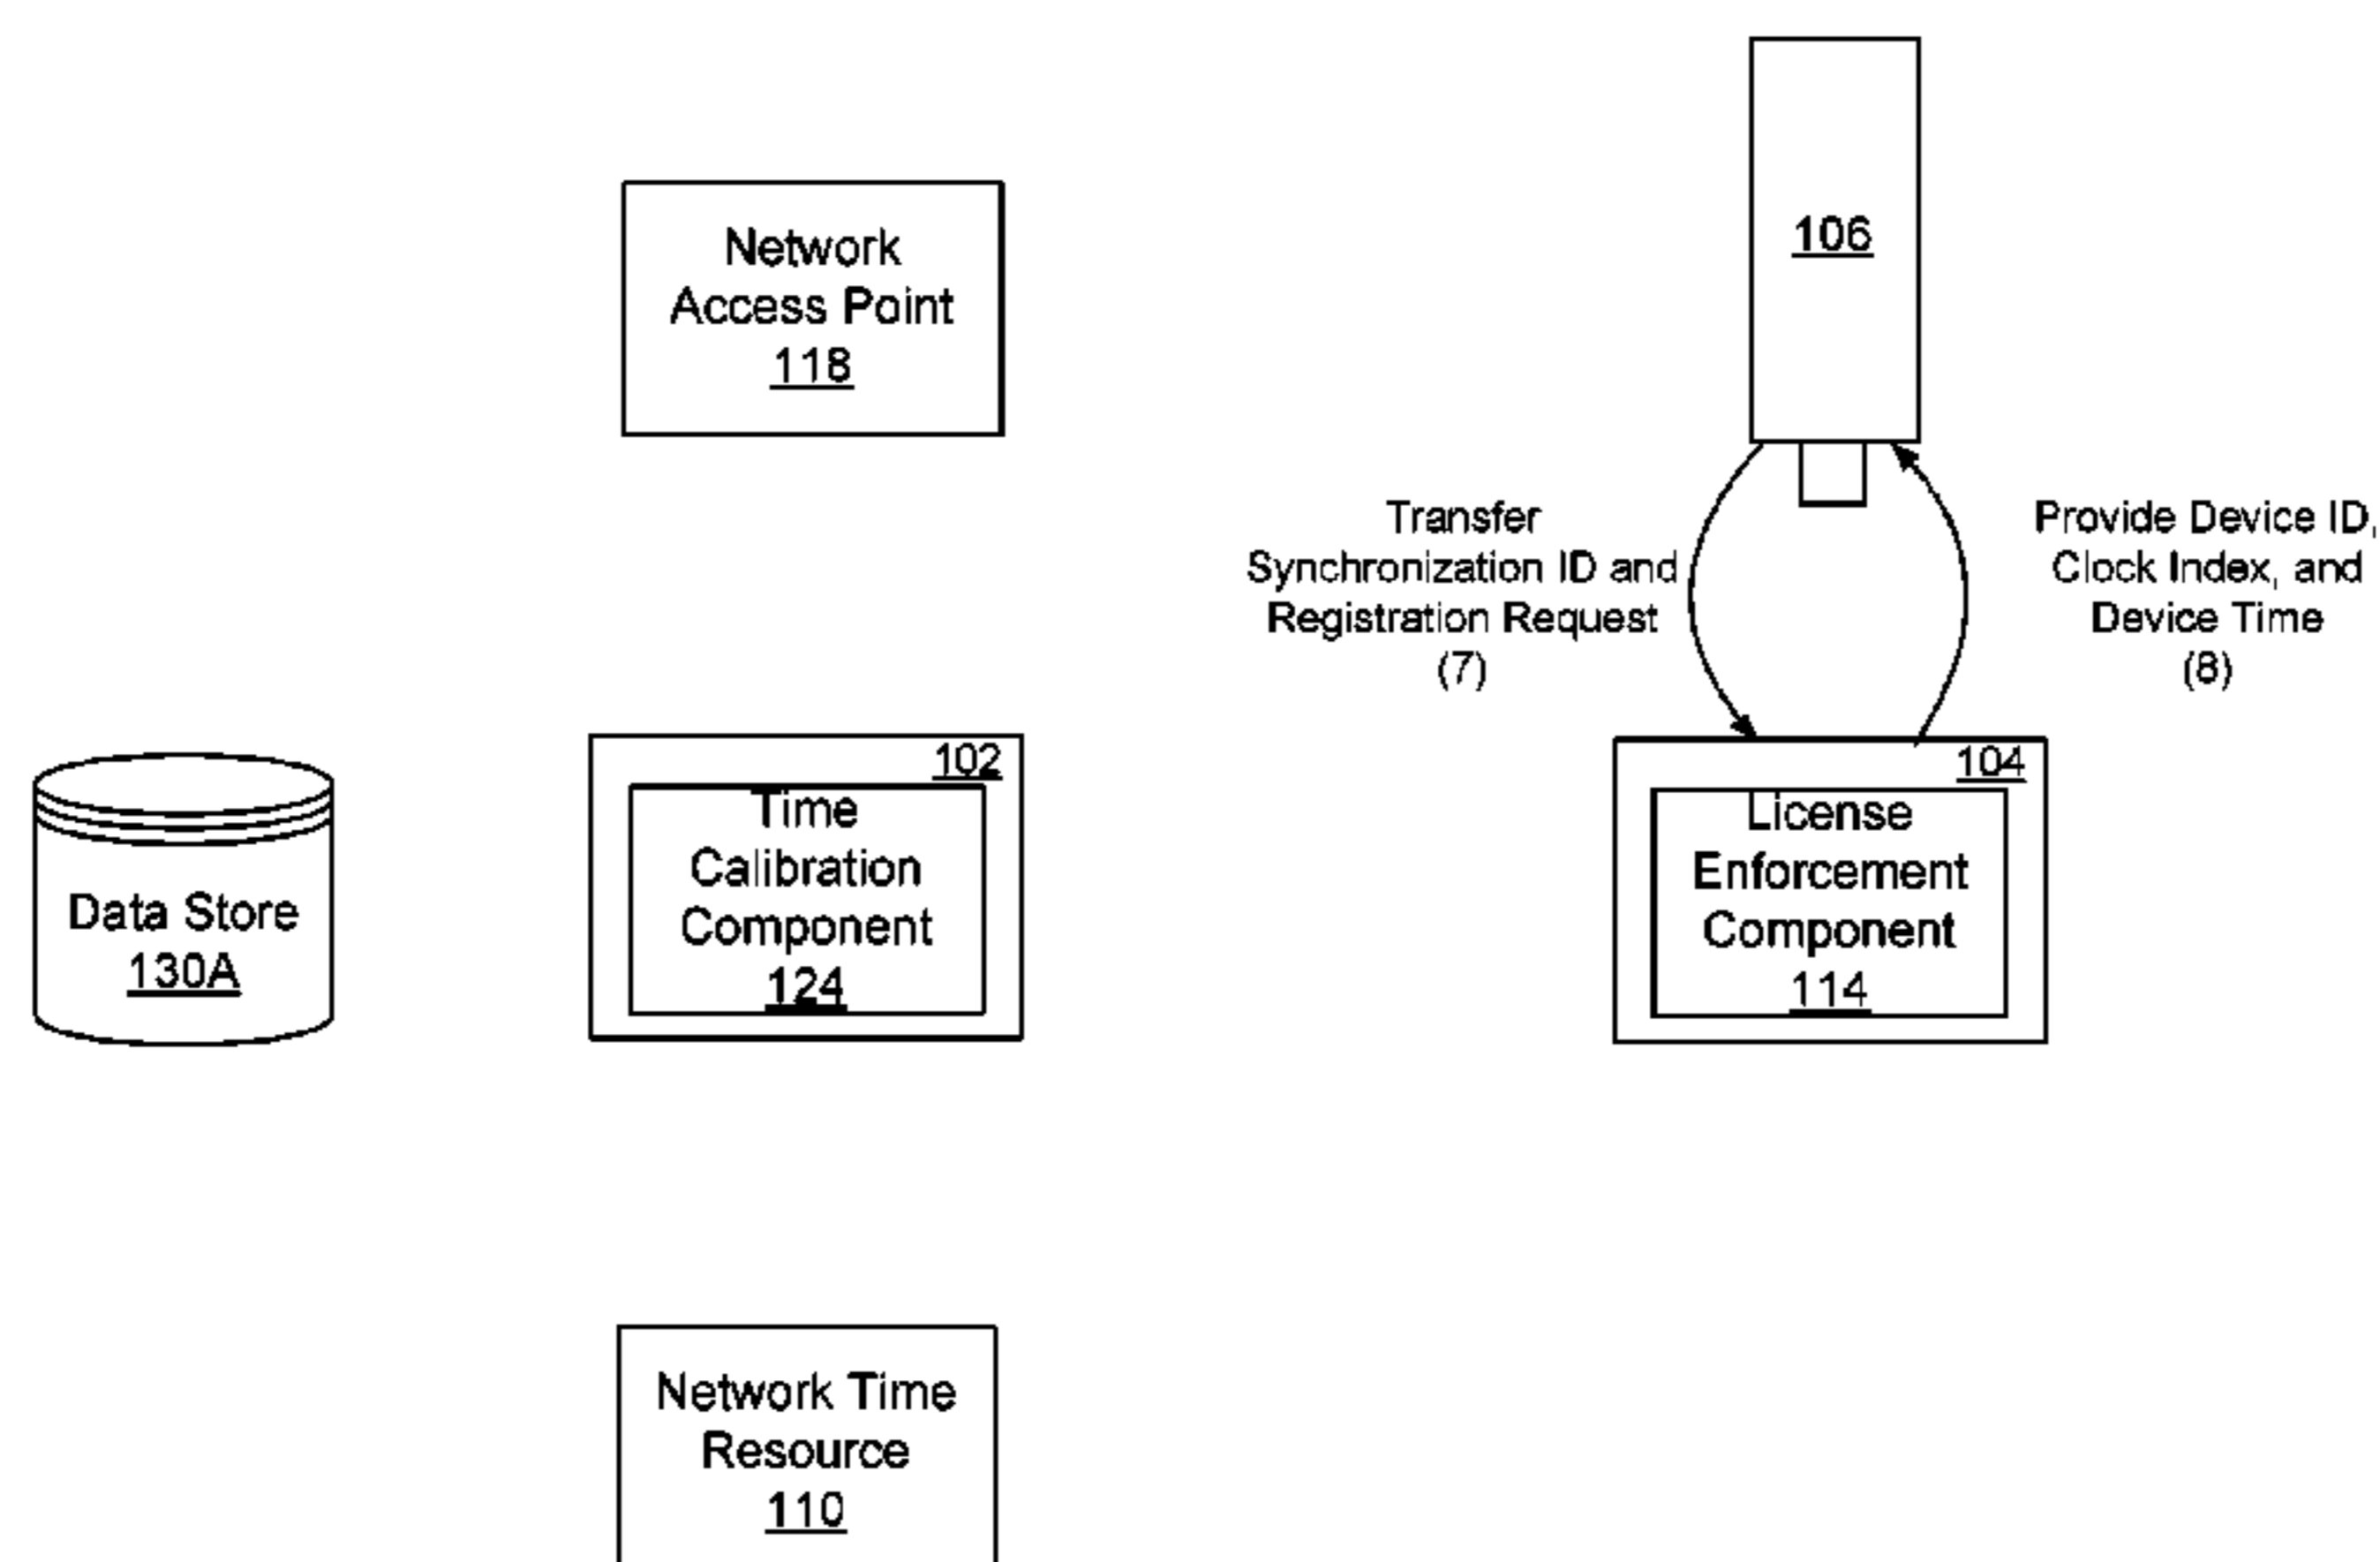 Network
Access Point
118
106
Transfer
Synchronization ID and
Registration Request
(7)
Provide Device ID,
Clock Index, and
Device Time
(8)
Data Store
130A
102
Time
Calibration
Component
124
104
License
Enforcement
Component
114
Network Time
Resource
110